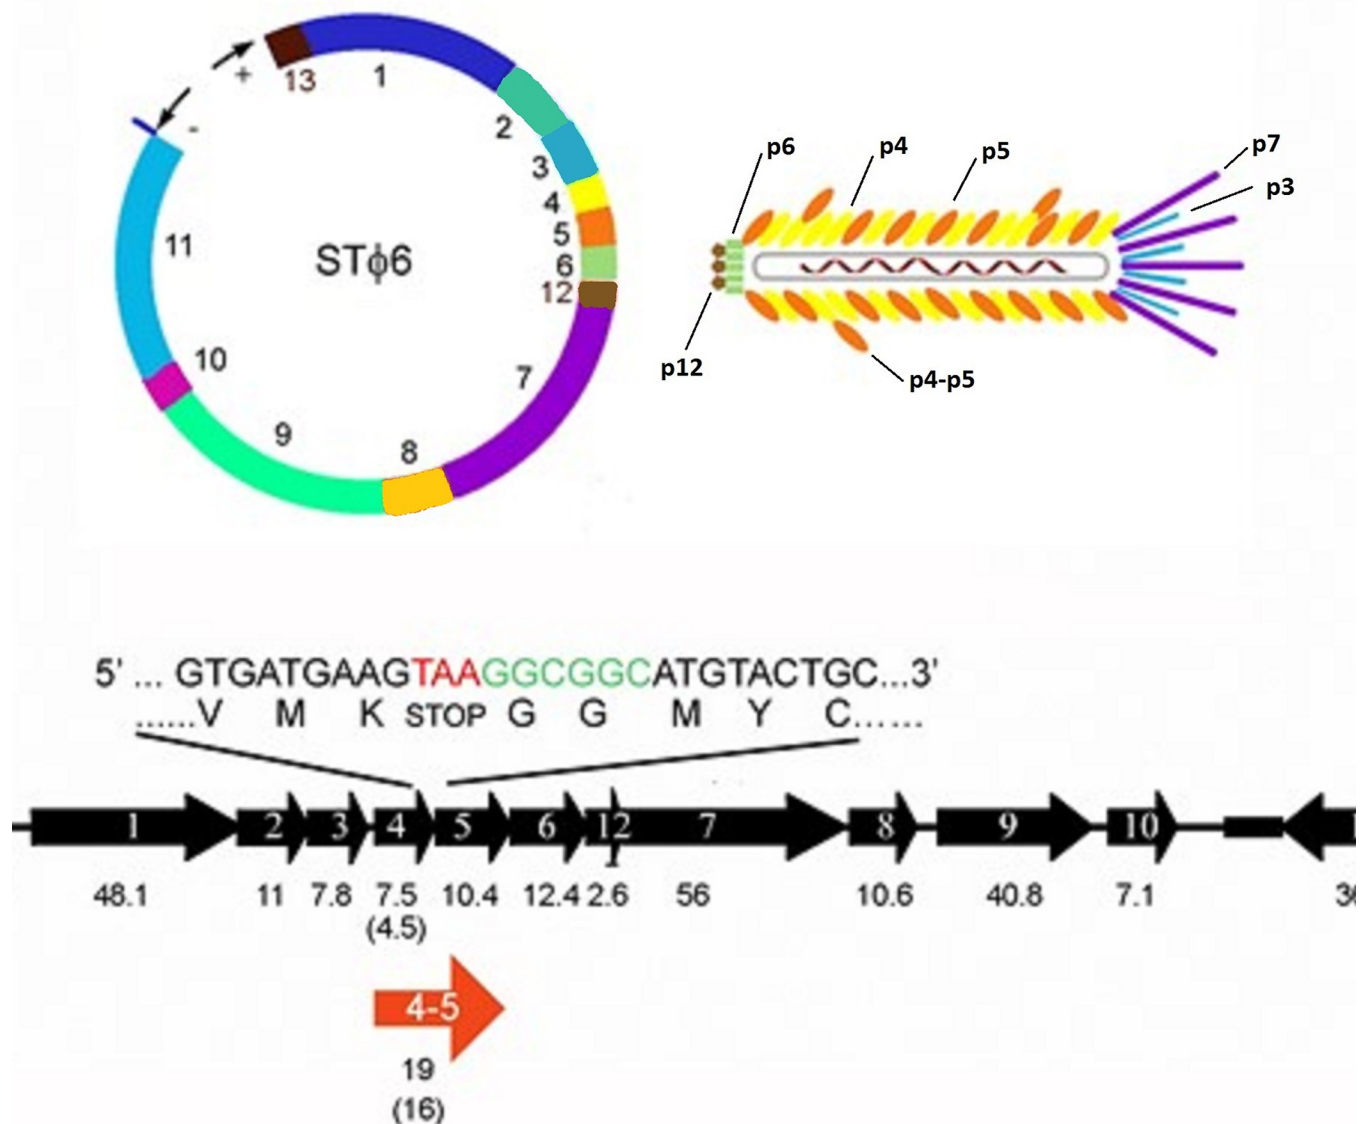 13
1
+
-
2
3
4
5
6
12
7
8
9
10
11
STϕ6
p6
p4
p5
p7
p3
p12
p4-p5
5' ... GTGATGAAGTAAGGCGGCATGTACTGC...3'
......V M K STOP G G M Y C......
1 2 3 4 5 6 12 7 8 9 10
48.1 11 7.8 7.5 10.4 12.4 2.6 56 10.6 40.8 7.1
(4.5)
4-5
19
(16)